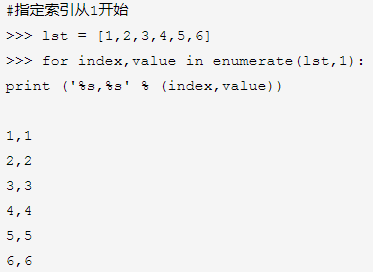 #指定索引从1开始
>>> lst = [1,2,3,4,5,6]
>>> for index,value in enumerate(lst,1):
print ('%s,%s' % (index,value))
1,1
2,2
3,3
4,4
5,5
6,6